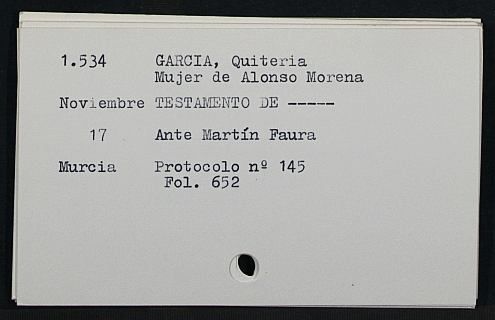 1.534 GARCIA, Quiteria
Mujer de Alonso Morena
Noviembre TESTAMENTO DE -----
17 Ante Martín Faura
Murcia Protocolo nº 145
Fol. 652